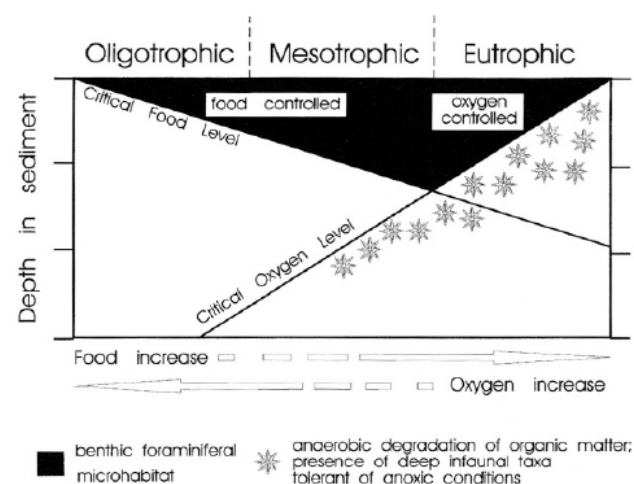 Oligotrophic Mesotrophic Eutrophic
Critical Food Level
food controlled
oxygen
controlled
Depth in sediment
Critical Oxygen Level
Food increase
Oxygen increase
benthic foraminiferal
microhabitat
anaerobic degradation of organic matter;
presence of deep infaunal taxa
tolerant of anoxic conditions